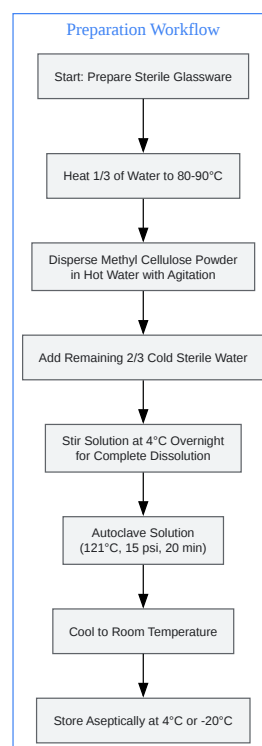 Preparation Workflow
Start: Prepare Sterile Glassware
Heat 1/3 of Water to 80-90°C
Disperse Methyl Cellulose Powder
in Hot Water with Agitation
Add Remaining 2/3 Cold Sterile Water
Stir Solution at 4°C Overnight
for Complete Dissolution
Autoclave Solution
(121°C, 15 psi, 20 min)
Cool to Room Temperature
Store Aseptically at 4°C or -20°C